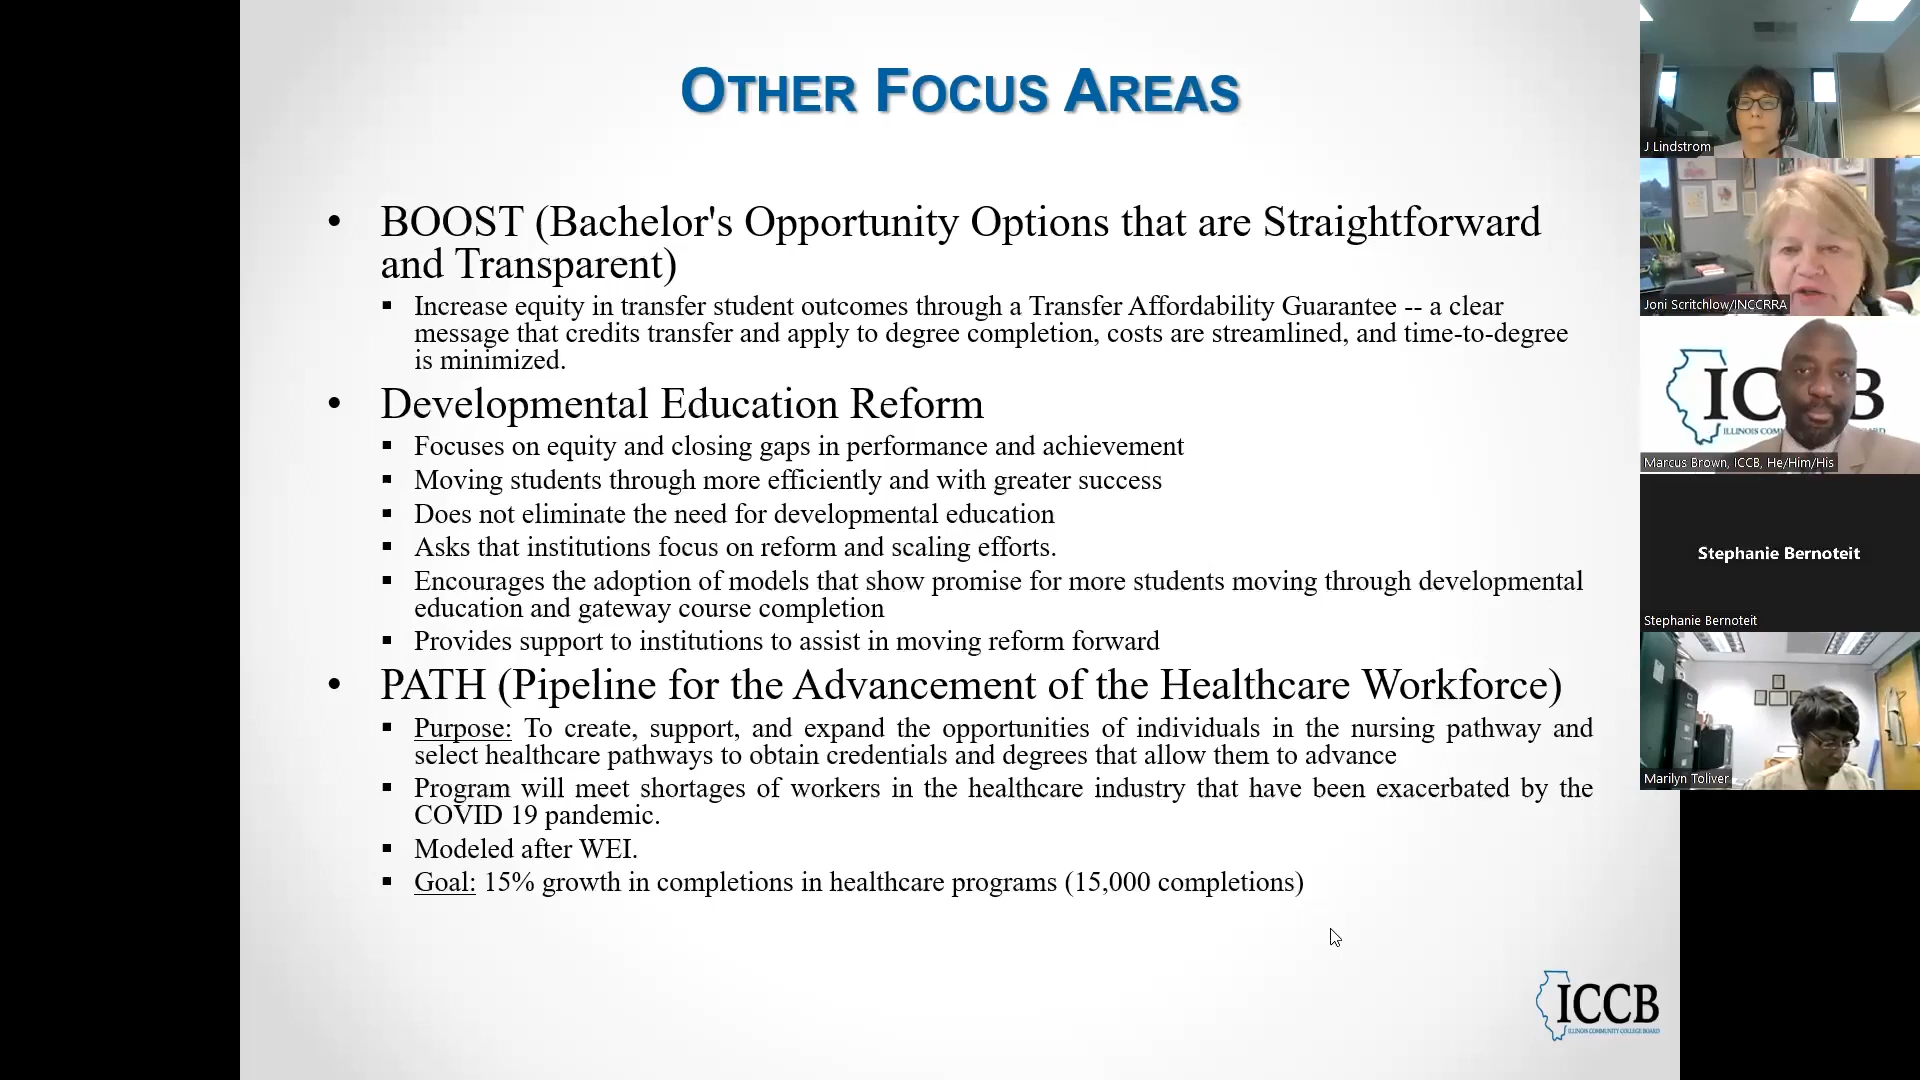 OTHER FOCUS AREAS
• BOOST (Bachelor's Opportunity Options that are Straightforward
and Transparent)
▪ Increase equity in transfer student outcomes through a Transfer Affordability Guarantee -- a clear
message that credits transfer and apply to degree completion, costs are streamlined, and time-to-degree
is minimized.
• Developmental Education Reform
▪ Focuses on equity and closing gaps in performance and achievement
▪ Moving students through more efficiently and with greater success
▪ Does not eliminate the need for developmental education
▪ Asks that institutions focus on reform and scaling efforts.
▪ Encourages the adoption of models that show promise for more students moving through developmental
education and gateway course completion
▪ Provides support to institutions to assist in moving reform forward
• PATH (Pipeline for the Advancement of the Healthcare Workforce)
▪ Purpose: To create, support, and expand the opportunities of individuals in the nursing pathway and
select healthcare pathways to obtain credentials and degrees that allow them to advance
▪ Program will meet shortages of workers in the healthcare industry that have been exacerbated by the
COVID 19 pandemic.
▪ Modeled after WEI.
▪ Goal: 15% growth in completions in healthcare programs (15,000 completions)
ICCB
ILLINOIS COMMUNITY COLLEGE BOARD
J Lindstrom
Joni Scritchlow/INCCRRA
IC B
ILLINOIS COM
Marcus Brown, ICCB, He/Him/His
Stephanie Bernoteit
Stephanie Bernoteit
Marilyn Toliver